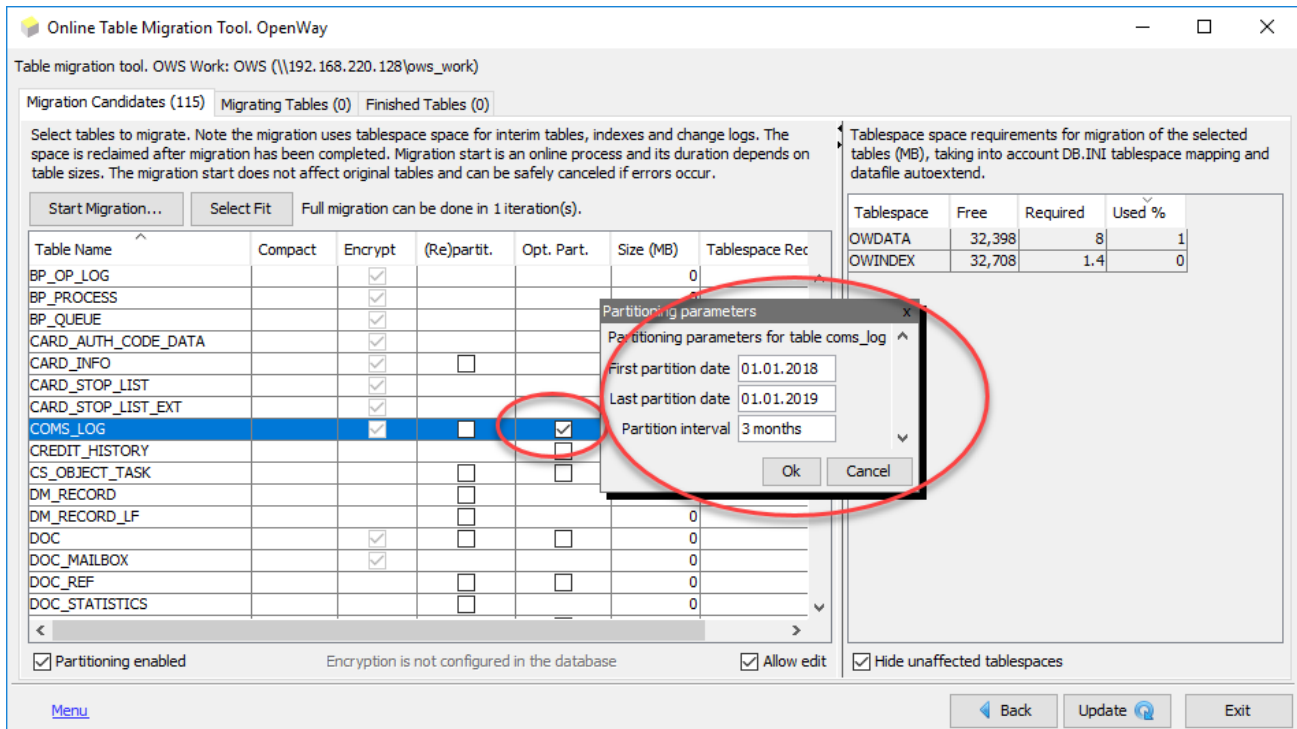 Online Table Migration Tool. OpenWay
Table migration tool. OWS Work: OWS (\\192.168.220.128\ows_work)
Migration Candidates (115) Migrating Tables (0) Finished Tables (0)
Select tables to migrate. Note the migration uses tablespace space for interim tables, indexes and change logs. The
space is reclaimed after migration has been completed. Migration start is an online process and its duration depends on
table sizes. The migration start does not affect original tables and can be safely canceled if errors occur.
Start Migration... Select Fit Full migration can be done in 1 iteration(s).
Table Name Compact Encrypt (Re)partit. Opt. Part. Size (MB) Tablespace Rec
BP_OP_LOG 0
BP_PROCESS
BP_QUEUE
CARD_AUTH_CODE_DATA
CARD_INFO
CARD_STOP_LIST
CARD_STOP_LIST_EXT
COMS_LOG
CREDIT_HISTORY
CS_OBJECT_TASK
DM_RECORD
DM_RECORD_LF 0
DOC 0
DOC_MAILBOX 0
DOC_REF 0
DOC_STATISTICS 0
Partitioning parameters x
Partitioning parameters for table coms_log
First partition date 01.01.2018
Last partition date 01.01.2019
Partition interval 3 months
Ok Cancel
Partitioning enabled Encryption is not configured in the database Allow edit
Tablespace space requirements for migration of the selected
tables (MB), taking into account DB.INI tablespace mapping and
datafile autoextend.
Tablespace Free Required Used %
OWDATA 32,398 8 1
OWINDEX 32,708 1.4 0
Hide unaffected tablespaces
Menu Back Update Exit